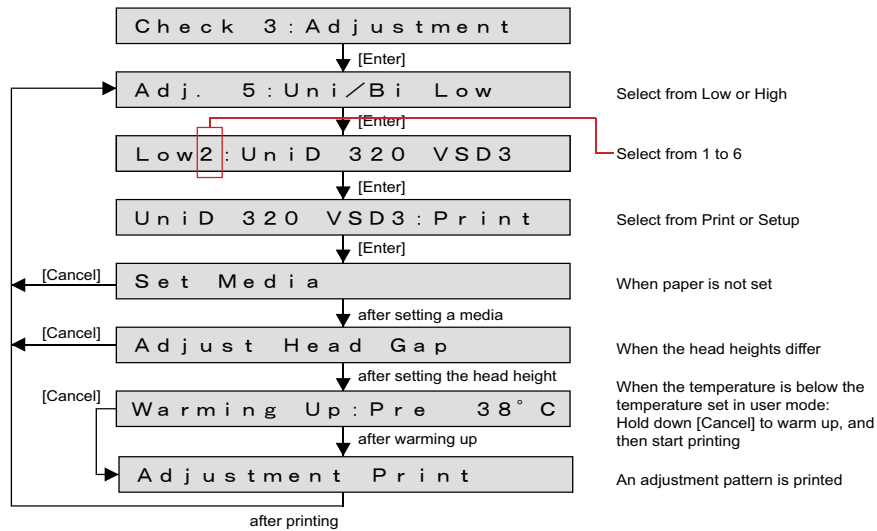 Check 3:Adjustment
[Enter]
Adj. 5:Uni/Bi Low
Select from Low or High
[Enter]
Low2:UniD 320 VSD3
Select from 1 to 6
[Enter]
UniD 320 VSD3:Print
Select from Print or Setup
[Enter]
[Cancel]
Set Media
When paper is not set
after setting a media
[Cancel]
Adjust Head Gap
When the head heights differ
after setting the head height
[Cancel]
Warming Up:Pre 38°C
When the temperature is below the
temperature set in user mode:
Hold down [Cancel] to warm up, and
then start printing
after warming up
Adjustment Print
An adjustment pattern is printed
after printing